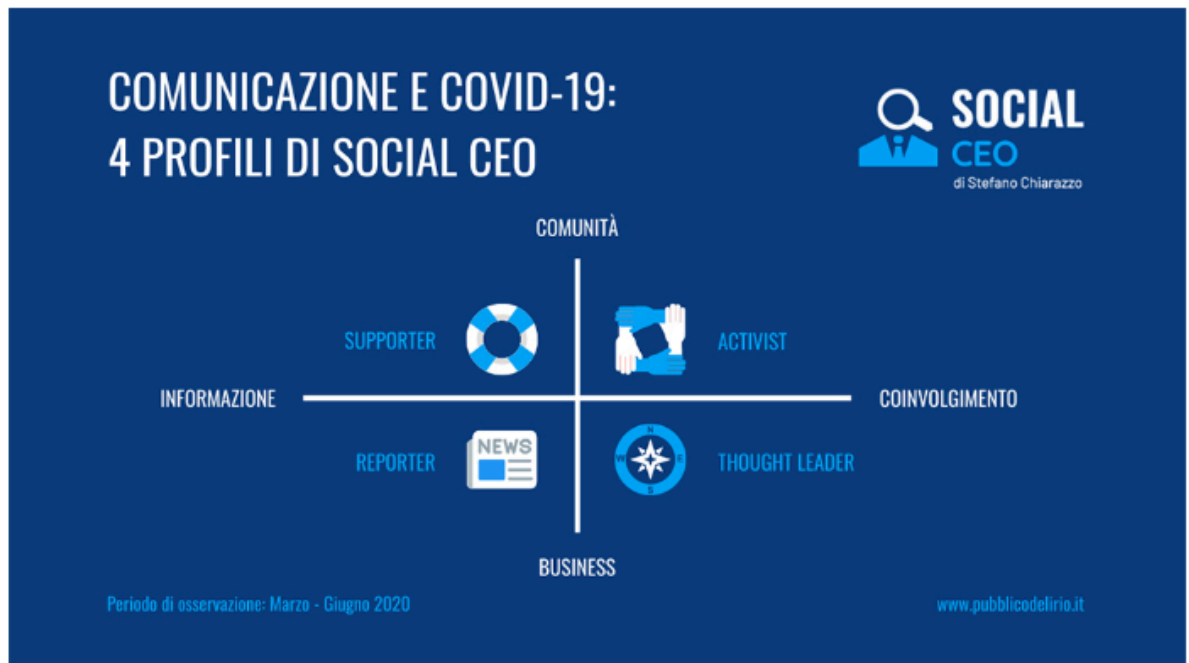 COMUNICAZIONE E COVID-19:
4 PROFILI DI SOCIAL CEO
SOCIAL
CEO
di Stefano Chiarazzo
COMUNITÀ
SUPPORTER
ACTIVIST
INFORMAZIONE
COINVOLGIMENTO
REPORTER
NEWS
N
W
E
S
THOUGHT LEADER
BUSINESS
Periodo di osservazione: Marzo - Giugno 2020
www.pubblicodelirio.it